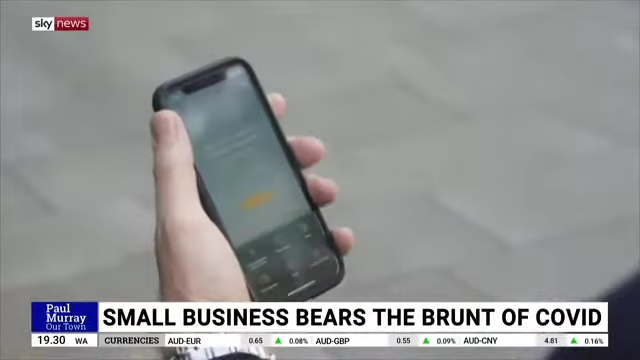 sky news
Paul
Murray
Our Town
SMALL BUSINESS BEARS THE BRUNT OF COVID
19.30 WA CURRENCIES AUD-EUR 0.65 0.08% AUD-GBP 0.55 0.09% AUD-CNY 4.81 0.16%